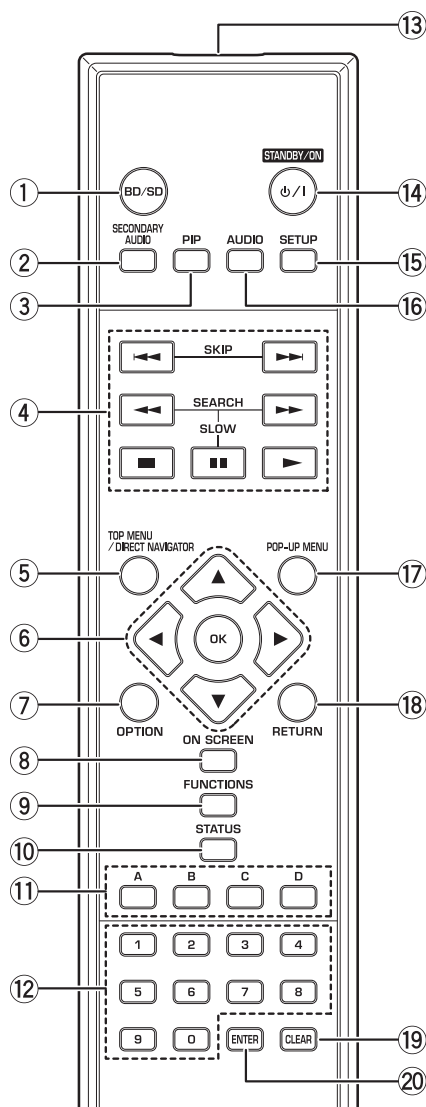 ⑬
STANDBY/ON
① BD/SD ⏻/I ⑭
SECONDARY
AUDIO
PIP
AUDIO
SETUP
②
⑮
③
⑯
SKIP
④
SEARCH
SLOW
TOP MENU
/DIRECT NAVIGATOR
POP-UP MENU
⑤
⑰
⑥
OK
⑦
⑱
OPTION
RETURN
ON SCREEN
⑧
FUNCTIONS
⑨
STATUS
⑩
⑪
A B C D
1 2 3 4
⑫
5 6 7 8
9 0 ENTER CLEAR
⑲
⑳